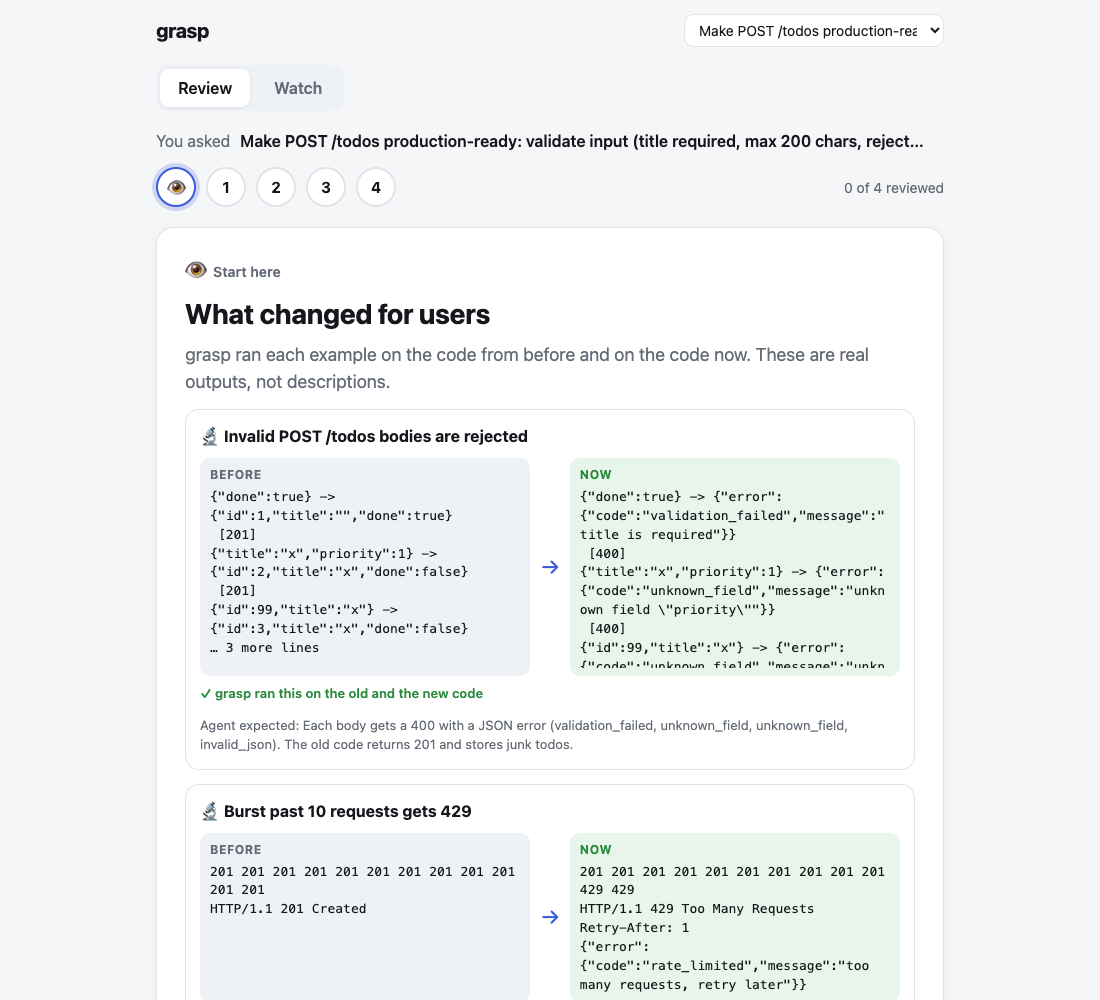 grasp
Make POST /todos production-rea
Review
Watch
You asked Make POST /todos production-ready: validate input (title required, max 200 chars, reject...
1
2
3
4
0 of 4 reviewed
Start here
What changed for users
grasp ran each example on the code from before and on the code now. These are real
outputs, not descriptions.
Invalid POST /todos bodies are rejected
BEFORE
{"done":true} ->
{"id":1,"title":"","done":true}
[201]
{"title":"x","priority":1} ->
{"id":2,"title":"x","done":false}
[201]
{"id":99,"title":"x"} ->
{"id":3,"title":"x","done":false}
… 3 more lines
NOW
{"done":true} -> {"error":
{"code":"validation_failed","message":"
title is required"}}
[400]
{"title":"x","priority":1} -> {"error":
{"code":"unknown_field","message":"unkn
own field \"priority\""}}
[400]
{"id":99,"title":"x"} -> {"error":
{"code":"unknown_field","message":"unkn
✓ grasp ran this on the old and the new code
Agent expected: Each body gets a 400 with a JSON error (validation_failed, unknown_field, unknown_field,
invalid_json). The old code returns 201 and stores junk todos.
Burst past 10 requests gets 429
BEFORE
201 201 201 201 201 201 201 201 201 201
201 201
HTTP/1.1 201 Created
NOW
201 201 201 201 201 201 201 201 201 201
429 429
HTTP/1.1 429 Too Many Requests
Retry-After: 1
{"error":
{"code":"rate_limited","message":"too
many requests, retry later"}}